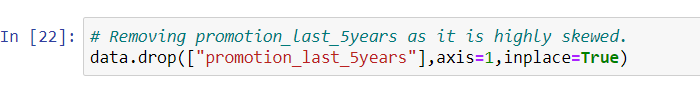 In [22]: # Removing promotion_last_5years as it is highly skewed.
data.drop(["promotion_last_5years"],axis=1,inplace=True)